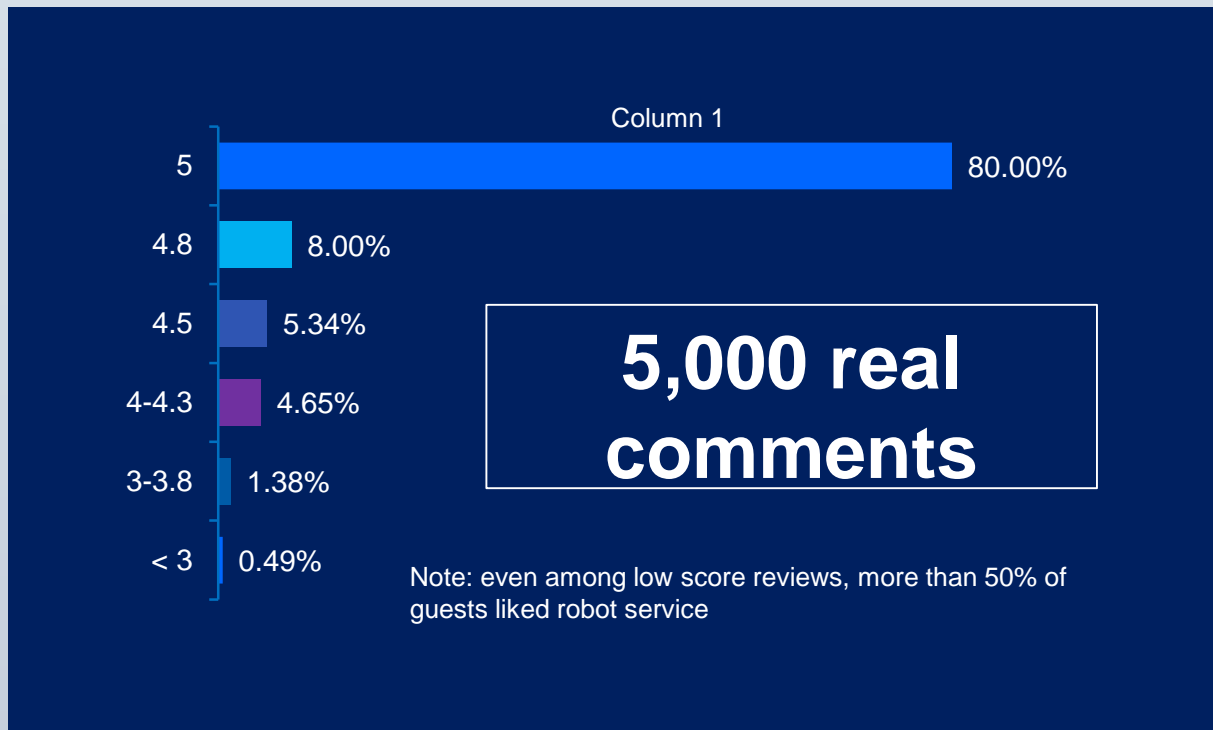 Column 1
5
80.00%
4.8
8.00%
4.5
5.34%
4-4.3
4.65%
3-3.8
1.38%
< 3
0.49%
5,000 real
comments
Note: even among low score reviews, more than 50% of
guests liked robot service